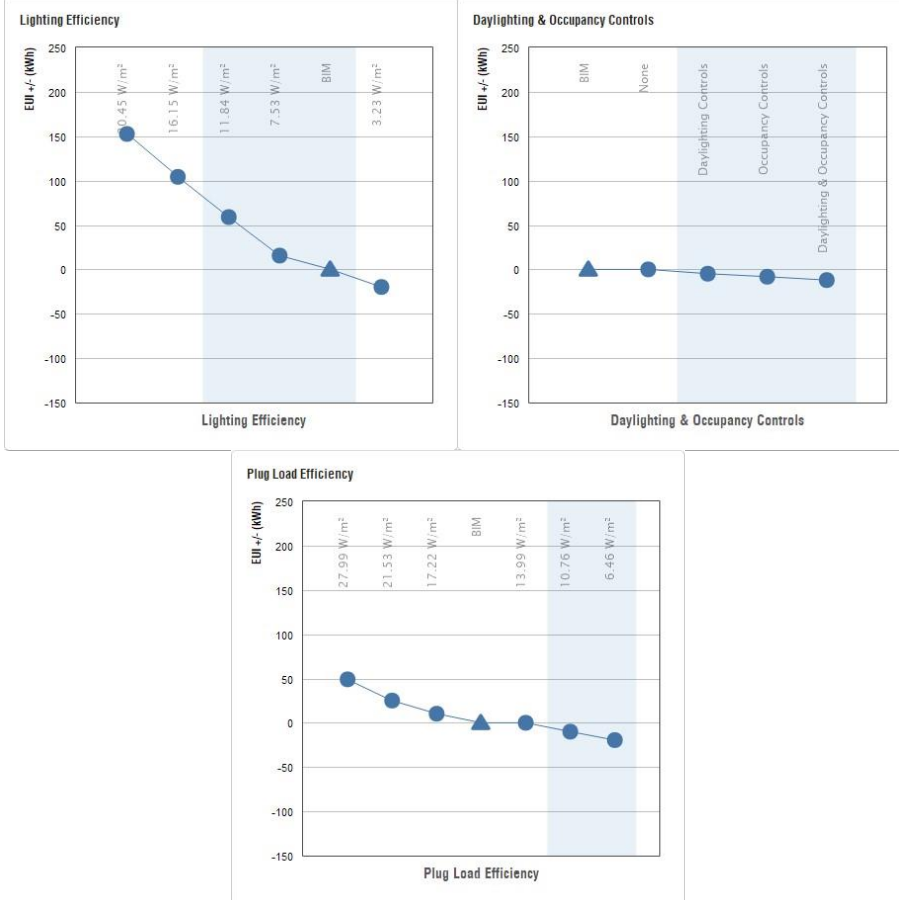 Lighting Efficiency
EUI +/- (kWh)
250
200
150
100
50
0
-50
-100
-150
0.45 W/m²
16.15 W/m²
11.84 W/m²
7.53 W/m²
BIM
3.23 W/m²
Lighting Efficiency
Daylighting & Occupancy Controls
EUI +/- (kWh)
250
200
150
100
50
0
-50
-100
-150
BIM
None
Daylighting Controls
Occupancy Controls
Daylighting & Occupancy Controls
Daylighting & Occupancy Controls
Plug Load Efficiency
EUI +/- (kWh)
250
200
150
100
50
0
-50
-100
-150
27.99 W/m²
21.53 W/m²
17.22 W/m²
BIM
13.99 W/m²
10.76 W/m²
6.46 W/m²
Plug Load Efficiency